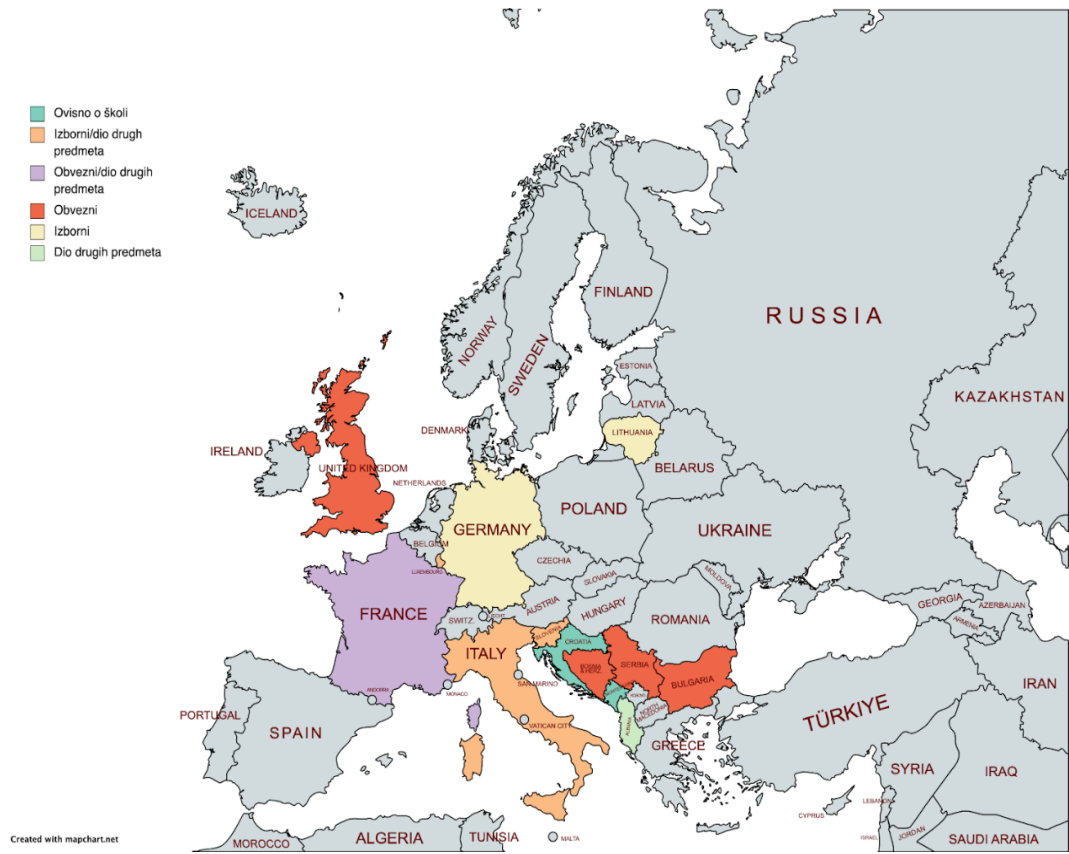 Ovisno o školi
Izborni/dio drugh
predmeta
Obvezni/dio drugih
predmeta
Obvezni
Izborni
Dio drugih predmeta
ICELAND
NORWAY
SWEDEN
FINLAND
RUSSIA
ESTONIA
LATVIA
LITHUANIA
KAZAKHSTAN
DENMARK
IRELAND
UNITED KINGDOM
NETHERLANDS
BELARUS
POLAND
GERMANY
UKRAINE
BELGIUM
LUXEMBOURG
CZECHIA
SLOVAKIA
MOLDOVA
FRANCE
SWITZ.
LIECHT.
AUSTRIA
HUNGARY
ROMANIA
GEORGIA
AZERBAIJAN
ARMENIA
ITALY
SLOVENIA
CROATIA
BOSNIA
& HERZ.
SERBIA
BULGARIA
SAN MARINO
MONACO
ANDORRA
MONTENEGRO
KOSOVO
NORTH
MACEDONIA
ALBANIA
VATICAN CITY
PORTUGAL
SPAIN
GREECE
TÜRKIYE
IRAN
SYRIA
IRAQ
CYPRUS
LEBANON
ISRAEL
JORDAN
SAUDI ARABIA
MOROCCO
ALGERIA
TUNISIA
MALTA
Created with mapchart.net